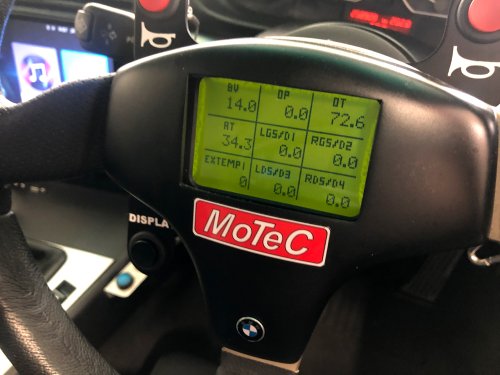 BV OP OT
14.0 0.0 72.6
AT LGS/D1 RGS/D2
34.3 0.0 0.0
EXTEMP1 LDS/D3 RDS/D4
0 0.0 0.0
DISPLA
MoTeC
BMW